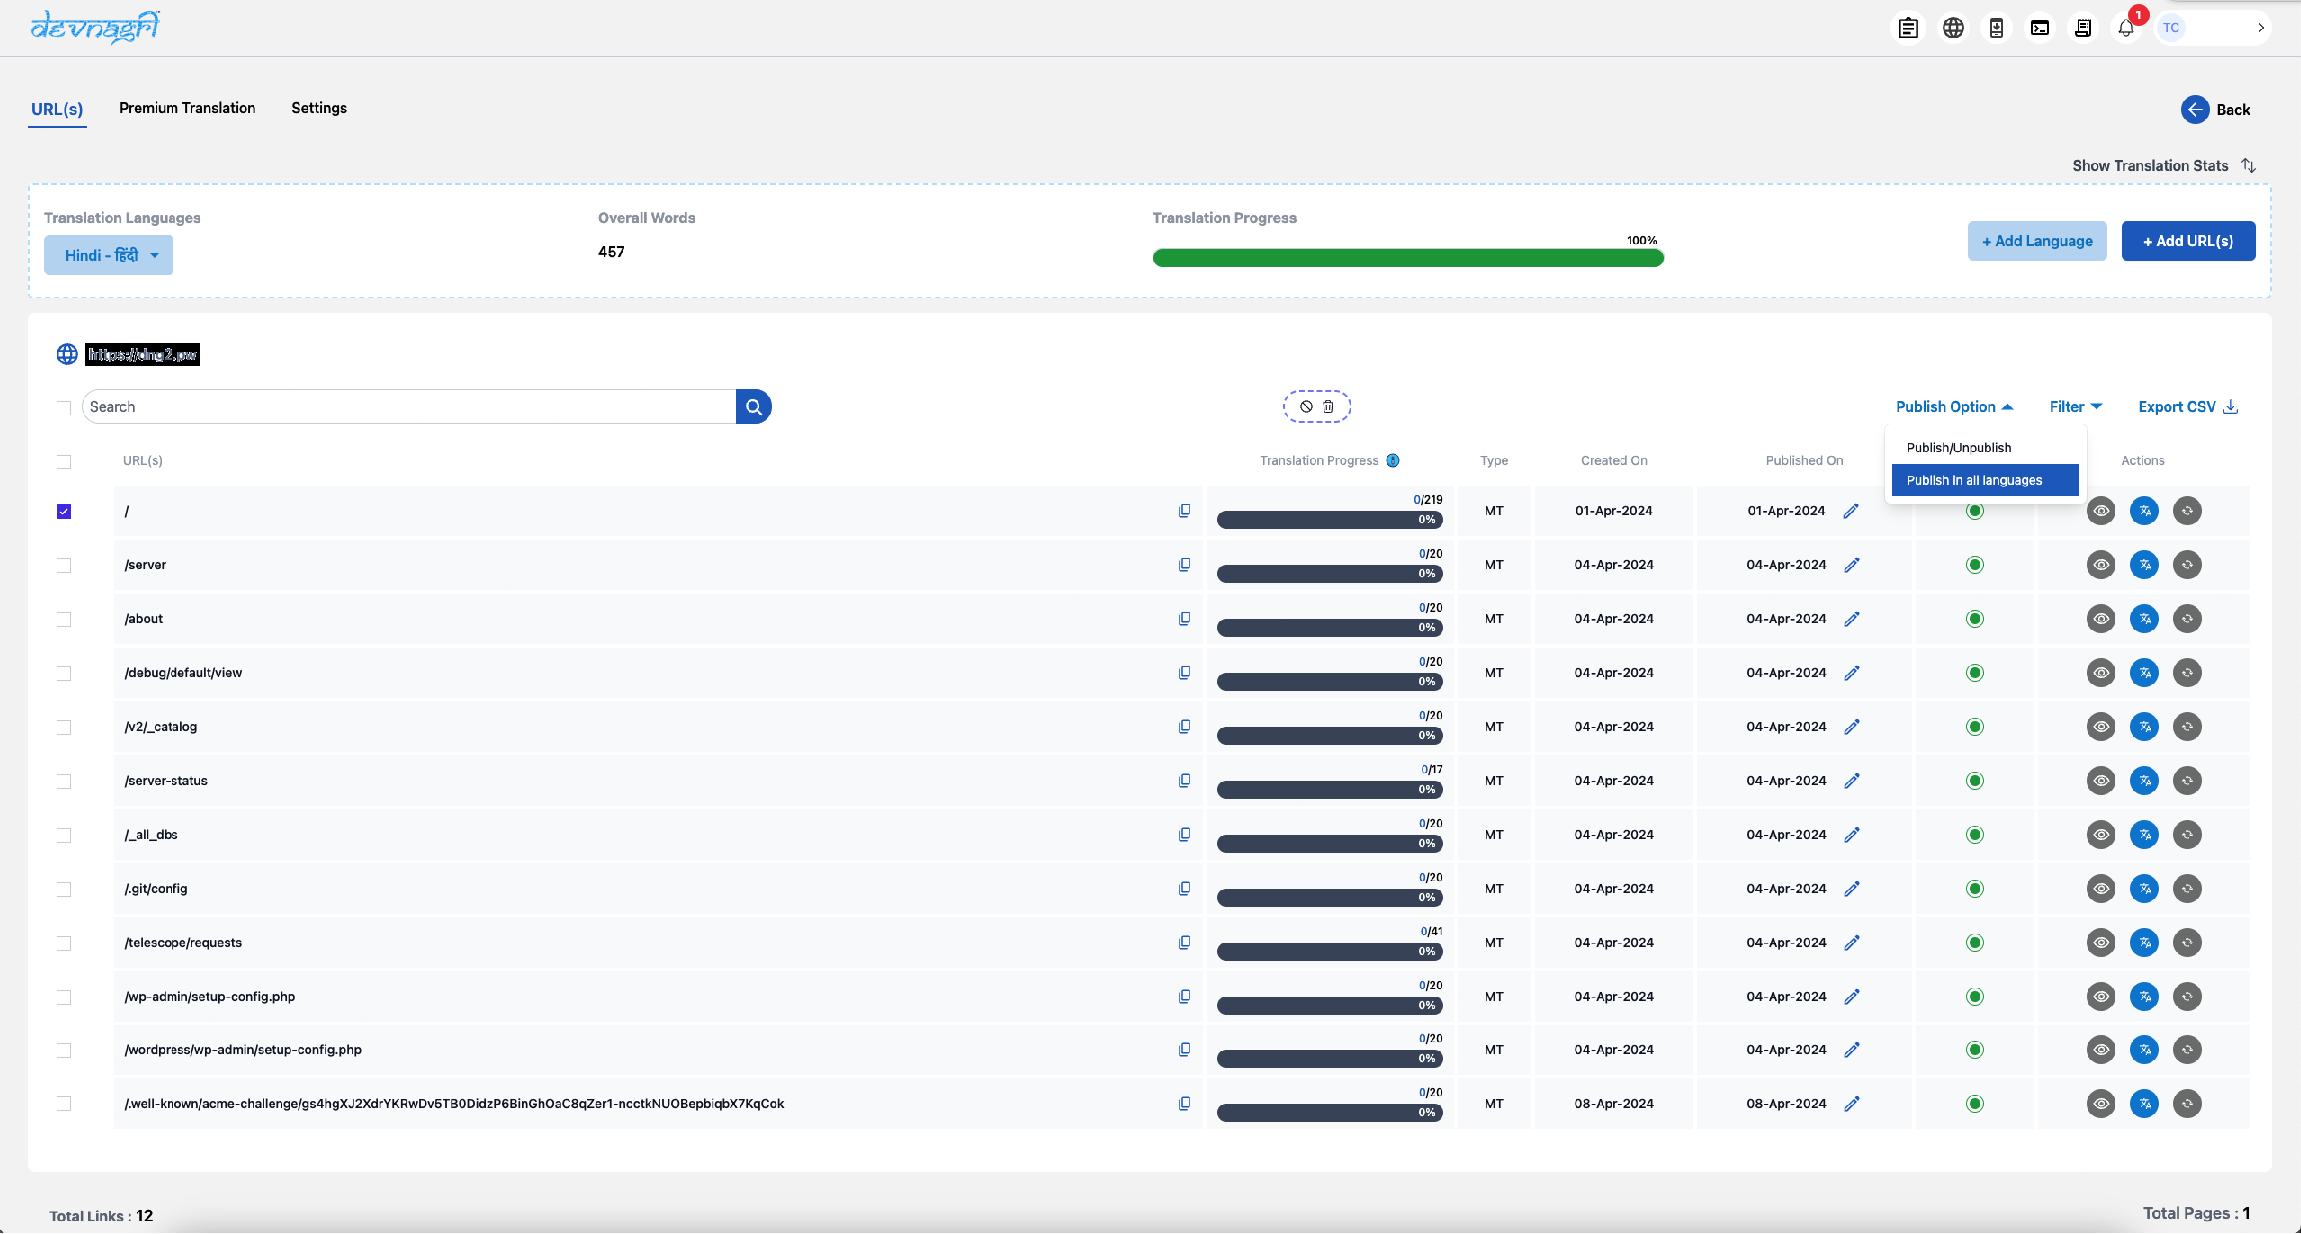 devnagri
1
TC
URL(s) Premium Translation Settings
Back
Show Translation Stats
Translation Languages Overall Words Translation Progress
100%
Hindi - हिंदी 457
+ Add Language + Add URL(s)
https://dng2.pw
Search
Publish Option Filter Export CSV
Publish/Unpublish
Publish in all languages
URL(s) Translation Progress Type Created On Published On Actions
/ 0/219 0% MT 01-Apr-2024 01-Apr-2024
/server 0/20 0% MT 04-Apr-2024 04-Apr-2024
/about 0/20 0% MT 04-Apr-2024 04-Apr-2024
/debug/default/view 0/20 0% MT 04-Apr-2024 04-Apr-2024
/v2/_catalog 0/20 0% MT 04-Apr-2024 04-Apr-2024
/server-status 0/17 0% MT 04-Apr-2024 04-Apr-2024
/_all_dbs 0/20 0% MT 04-Apr-2024 04-Apr-2024
/.git/config 0/20 0% MT 04-Apr-2024 04-Apr-2024
/telescope/requests 0/41 0% MT 04-Apr-2024 04-Apr-2024
/wp-admin/setup-config.php 0/20 0% MT 04-Apr-2024 04-Apr-2024
/wordpress/wp-admin/setup-config.php 0/20 0% MT 04-Apr-2024 04-Apr-2024
/.well-known/acme-challenge/gs4hgXJ2XdrYKRwDv5TB0DidzP6BinGhOaC8qZer1-ncctkNUOBepbiqbX7KqCok 0/20 0% MT 08-Apr-2024 08-Apr-2024
Total Links : 12
Total Pages : 1